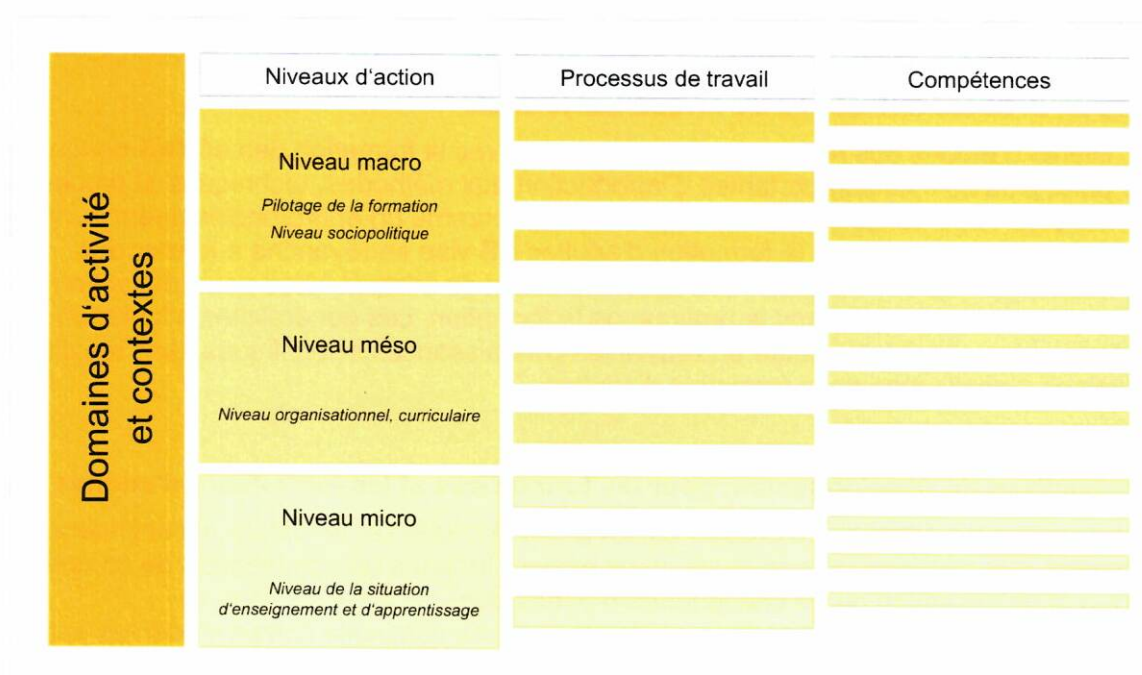 Domaines d'activité
et contextes
Niveaux d'action
Processus de travail
Compétences
Niveau macro
Pilotage de la formation
Niveau sociopolitique
Niveau méso
Niveau organisationnel, curriculaire
Niveau micro
Niveau de la situation
d'enseignement et d'apprentissage